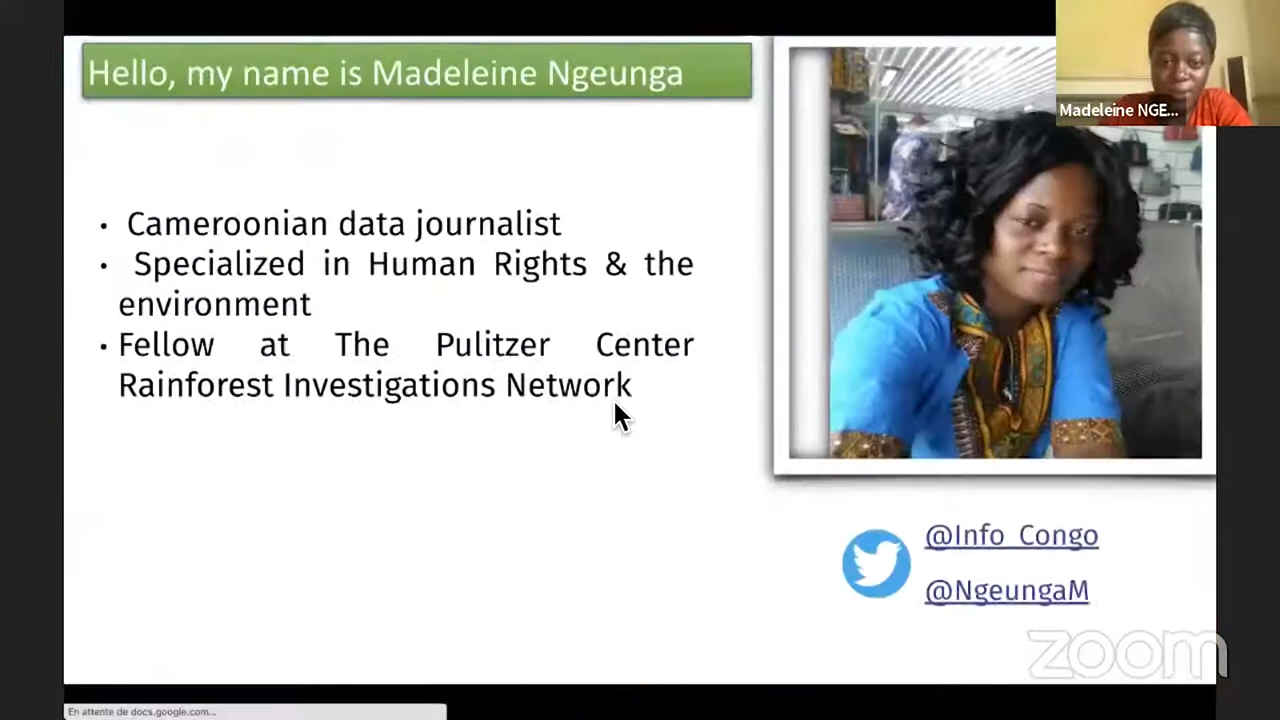 Hello, my name is Madeleine Ngeunga
Madeleine NGE...
• Cameroonian data journalist
• Specialized in Human Rights & the
environment
• Fellow at The Pulitzer Center
Rainforest Investigations Network
@Info_Congo
@NgeungaM
zoom
En attente de docs.google.com...